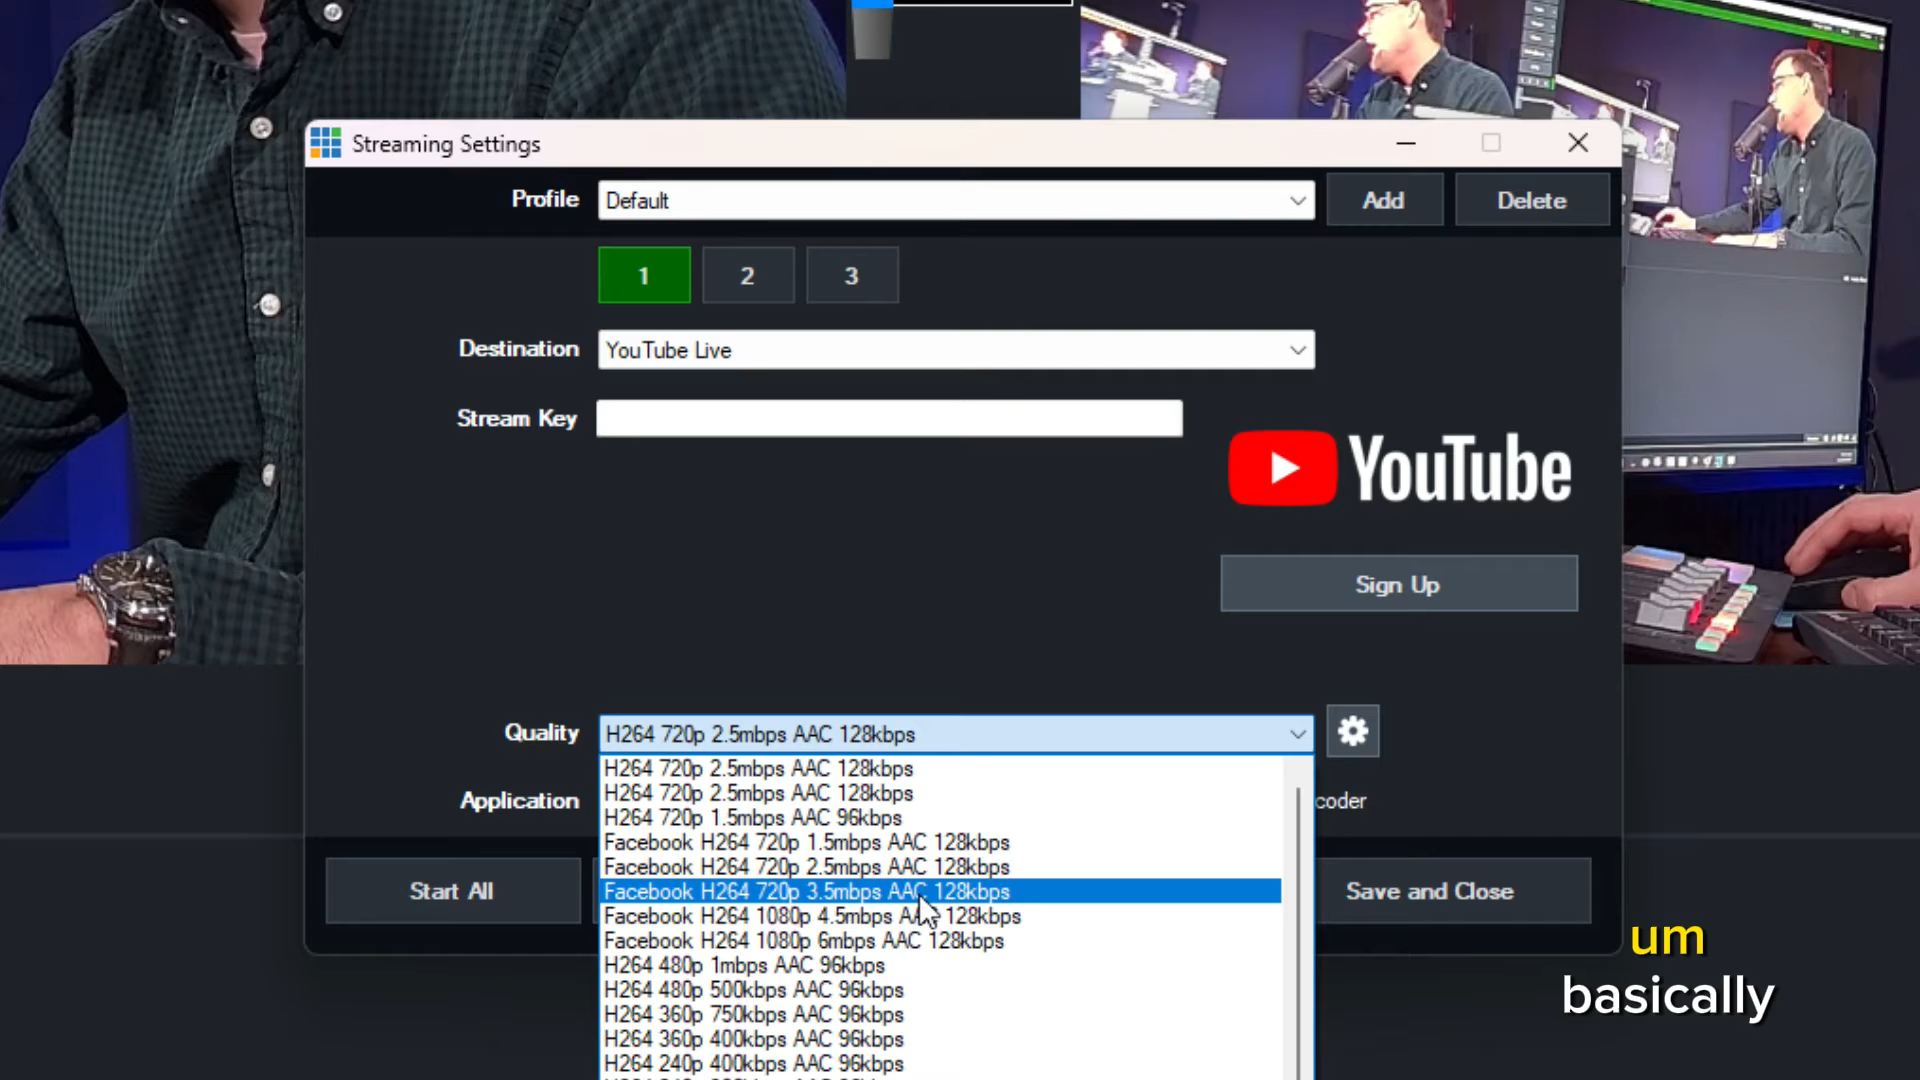 Streaming Settings
Profile
Default
Add
Delete
1
2
3
Destination
YouTube Live
Stream Key
YouTube
Sign Up
Quality
H264 720p 2.5mbps AAC 128kbps
H264 720p 2.5mbps AAC 128kbps
H264 720p 2.5mbps AAC 128kbps
H264 720p 1.5mbps AAC 96kbps
Facebook H264 720p 1.5mbps AAC 128kbps
Facebook H264 720p 2.5mbps AAC 128kbps
Facebook H264 720p 3.5mbps AAC 128kbps
Facebook H264 1080p 4.5mbps AAC 128kbps
Facebook H264 1080p 6mbps AAC 128kbps
H264 480p 1mbps AAC 96kbps
H264 480p 500kbps AAC 96kbps
H264 360p 750kbps AAC 96kbps
H264 360p 400kbps AAC 96kbps
H264 240p 400kbps AAC 96kbps
Application
coder
Start All
Save and Close
um
basically